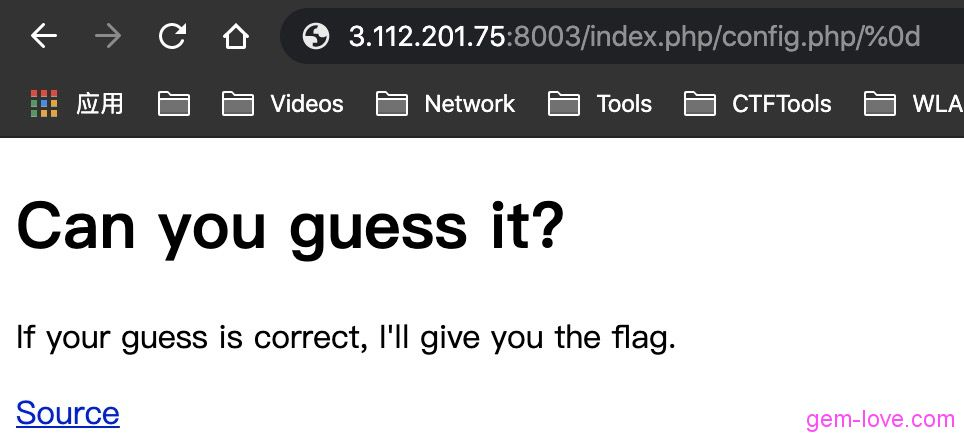 3.112.201.75:8003/index.php/config.php/%0d
应用 Videos Network Tools CTFTools WLA
Can you guess it?
If your guess is correct, I'll give you the flag.
Source
gem-love.com